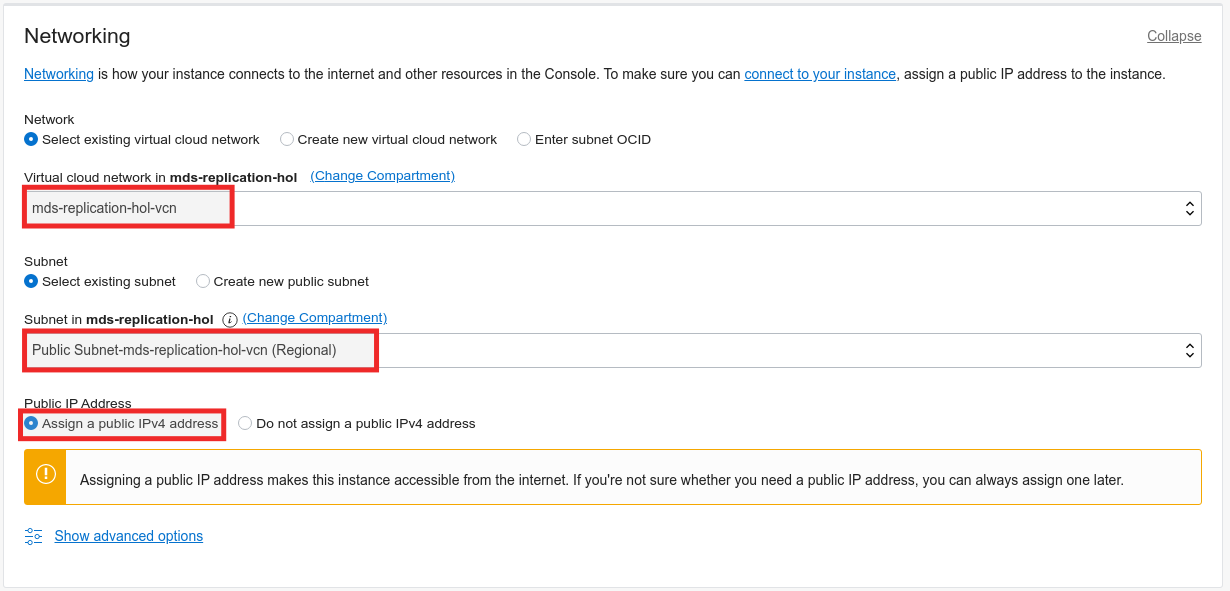 Networking
Collapse
Networking is how your instance connects to the internet and other resources in the Console. To make sure you can connect to your instance, assign a public IP address to the instance.
Network
Select existing virtual cloud network Create new virtual cloud network Enter subnet OCID
Virtual cloud network in mds-replication-hol (Change Compartment)
mds-replication-hol-vcn
Subnet
Select existing subnet Create new public subnet
Subnet in mds-replication-hol i (Change Compartment)
Public Subnet-mds-replication-hol-vcn (Regional)
Public IP Address
Assign a public IPv4 address Do not assign a public IPv4 address
Assigning a public IP address makes this instance accessible from the internet. If you're not sure whether you need a public IP address, you can always assign one later.
Show advanced options